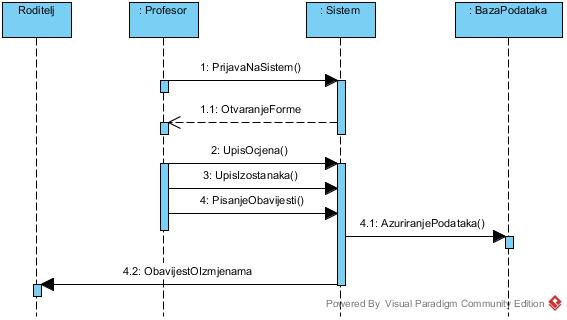 Roditelj
: Profesor
: Sistem
: BazaPodataka
1: PrijavaNaSistem()
1.1: OtvaranjeForme
2: UpisOcjena()
3: UpisIzostanaka()
4: PisanjeObavijesti()
4.1: AzuriranjePodataka()
4.2: ObavijestOIzmjenama
Powered By Visual Paradigm Community Edition